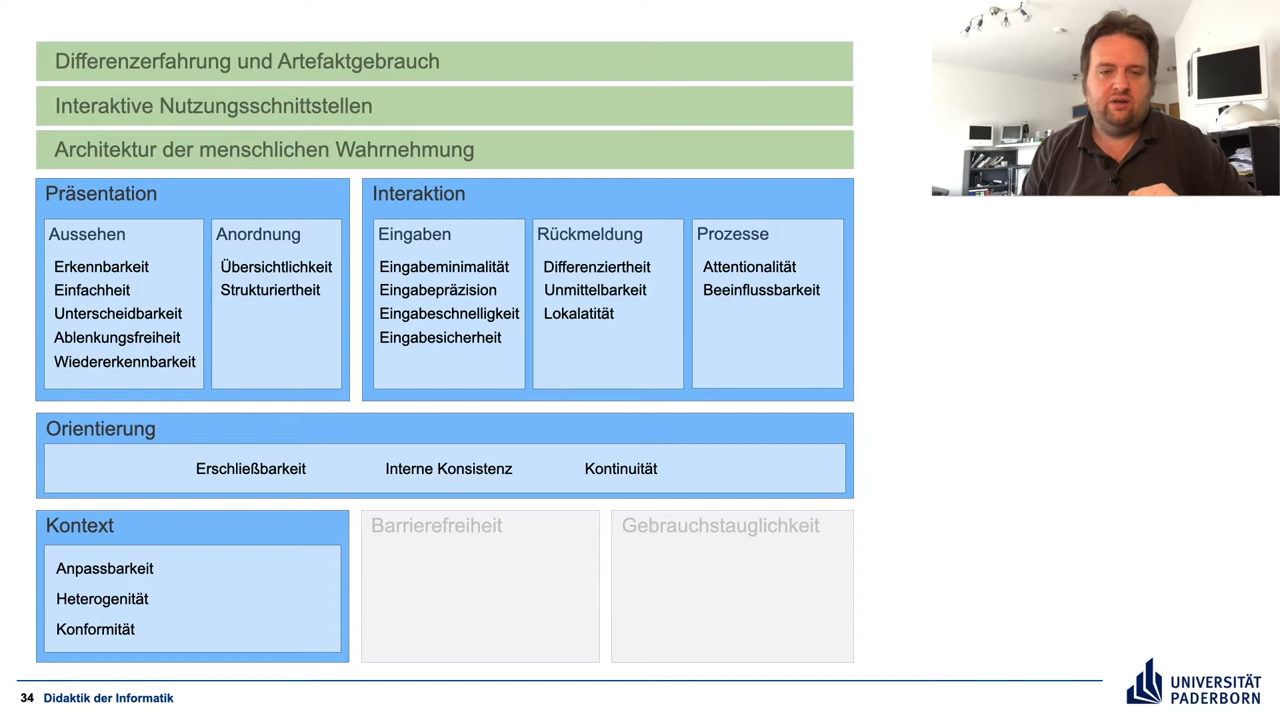 Differenzerfahrung und Artefaktgebrauch
Interaktive Nutzungsschnittstellen
Architektur der menschlichen Wahrnehmung
Präsentation
Aussehen
Erkennbarkeit
Einfachheit
Unterscheidbarkeit
Ablenkungsfreiheit
Wiedererkennbarkeit
Anordnung
Übersichtlichkeit
Strukturiertheit
Interaktion
Eingaben
Eingabeminimalität
Eingabepräzision
Eingabeschnelligkeit
Eingabesicherheit
Rückmeldung
Differenziertheit
Unmittelbarkeit
Lokalatität
Prozesse
Attentionalität
Beeinflussbarkeit
Orientierung
Erschließbarkeit Interne Konsistenz Kontinuität
Kontext
Anpassbarkeit
Heterogenität
Konformität
Barrierefreiheit
Gebrauchstauglichkeit
34 Didaktik der Informatik
UNIVERSITÄT
PADERBORN